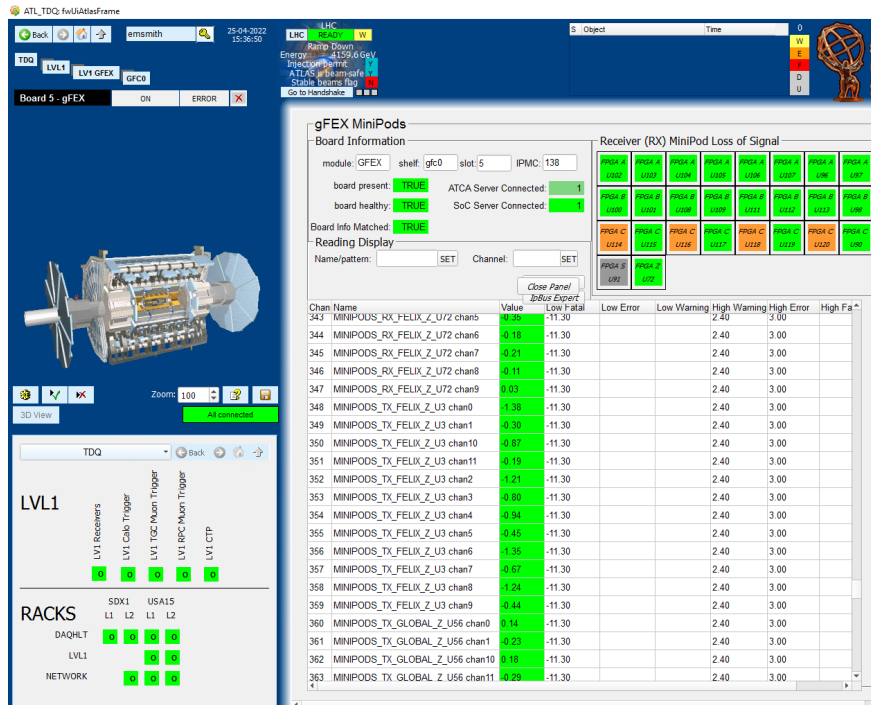 ATL_TDQ: fwUiAtlasFrame
Back
emsmith
25-04-2022
15:36:50
TDQ
LVL1
LV1 GFEX
GFC0
Board 5 - gFEX ON ERROR
LHC
LHC READY W
Ramp Down
Energy: 4159.6 GeV
Injection permit Y
ATLAS is beam-safe Y
Stable beams flag N
Go to Handshake
S Object Time
0
W
E
F
D
U
gFEX MiniPods
Board Information
module: GFEX shelf: gfc0 slot: 5 IPMC: 138
board present: TRUE ATCA Server Connected: 1
board healthy: TRUE SoC Server Connected: 1
Board Info Matched: TRUE
Reading Display
Name/pattern: SET Channel: SET
Close Panel
IpBus Expert
Receiver (RX) MiniPod Loss of Signal
FPGA A FPGA A FPGA A FPGA A FPGA A FPGA A FPGA A FPGA A
U102 U103 U104 U105 U106 U107 U96 U97
FPGA B FPGA B FPGA B FPGA B FPGA B FPGA B FPGA B FPGA B
U100 U101 U108 U109 U111 U112 U113 U98
FPGA C FPGA C FPGA C FPGA C FPGA C FPGA C FPGA C FPGA C
U114 U115 U116 U117 U118 U119 U120 U90
FPGA S FPGA Z
U91 U72
Chan Name Value Low Fatal Low Error Low Warning High Warning High Error High Fa
343 MINIPODS_RX_FELIX_Z_U72 chan5 -0.35 -11.30 2.40 3.00
344 MINIPODS_RX_FELIX_Z_U72 chan6 -0.18 -11.30 2.40 3.00
345 MINIPODS_RX_FELIX_Z_U72 chan7 -0.21 -11.30 2.40 3.00
346 MINIPODS_RX_FELIX_Z_U72 chan8 -0.11 -11.30 2.40 3.00
347 MINIPODS_RX_FELIX_Z_U72 chan9 0.03 -11.30 2.40 3.00
348 MINIPODS_TX_FELIX_Z_U3 chan0 -1.38 -11.30 2.40 3.00
349 MINIPODS_TX_FELIX_Z_U3 chan1 -0.30 -11.30 2.40 3.00
350 MINIPODS_TX_FELIX_Z_U3 chan10 -0.87 -11.30 2.40 3.00
351 MINIPODS_TX_FELIX_Z_U3 chan11 -0.19 -11.30 2.40 3.00
352 MINIPODS_TX_FELIX_Z_U3 chan2 -1.21 -11.30 2.40 3.00
353 MINIPODS_TX_FELIX_Z_U3 chan3 -0.80 -11.30 2.40 3.00
354 MINIPODS_TX_FELIX_Z_U3 chan4 -0.94 -11.30 2.40 3.00
355 MINIPODS_TX_FELIX_Z_U3 chan5 -0.45 -11.30 2.40 3.00
356 MINIPODS_TX_FELIX_Z_U3 chan6 -1.35 -11.30 2.40 3.00
357 MINIPODS_TX_FELIX_Z_U3 chan7 -0.67 -11.30 2.40 3.00
358 MINIPODS_TX_FELIX_Z_U3 chan8 -1.24 -11.30 2.40 3.00
359 MINIPODS_TX_FELIX_Z_U3 chan9 -0.44 -11.30 2.40 3.00
360 MINIPODS_TX_GLOBAL_Z_U56 chan0 0.14 -11.30 2.40 3.00
361 MINIPODS_TX_GLOBAL_Z_U56 chan1 -0.23 -11.30 2.40 3.00
362 MINIPODS_TX_GLOBAL_Z_U56 chan10 0.18 -11.30 2.40 3.00
363 MINIPODS_TX_GLOBAL_Z_U56 chan11 -0.29 -11.30 2.40 3.00
Zoom: 100
3D View All connected
TDQ Back
LVL1
LV1 Receivers
LV1 Calo Trigger
LV1 TGC Muon Trigger
LV1 RPC Muon Trigger
LV1 CTP
O O O O O
RACKS
SDX1 USA15
L1 L2 L1 L2
DAQHLT O O O O
LVL1 O O
NETWORK O O O